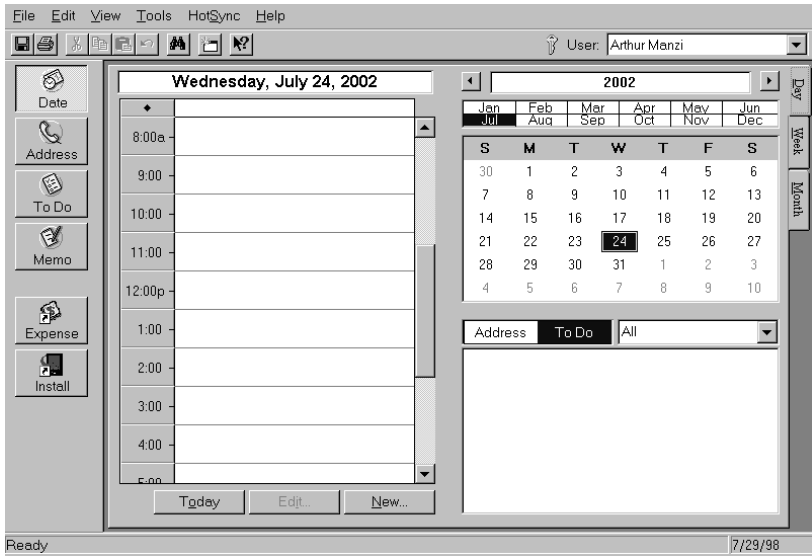 File Edit View Tools HotSync Help
User: Arthur Manzi
Date
Address
To Do
Memo
Expense
Install
Wednesday, July 24, 2002
8:00a
9:00
10:00
11:00
12:00p
1:00
2:00
3:00
4:00
5:00
Today Edit... New...
2002
Jan Feb Mar Apr May Jun
Jul Aug Sep Oct Nov Dec
S M T W T F S
30 1 2 3 4 5 6
7 8 9 10 11 12 13
14 15 16 17 18 19 20
21 22 23 24 25 26 27
28 29 30 31 1 2 3
4 5 6 7 8 9 10
Address To Do All
Day
Week
Month
Ready 7/29/98